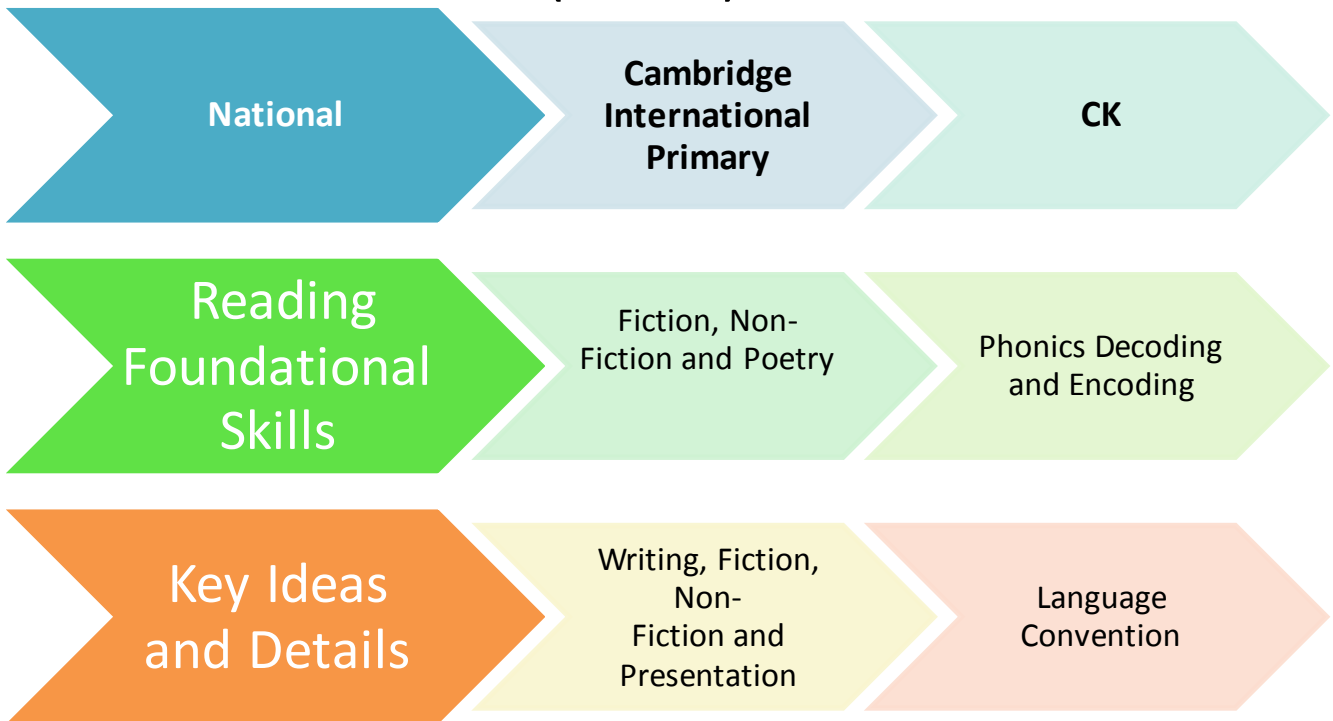 National
Cambridge
International
Primary
CK
Reading
Foundational
Skills
Fiction, Non-
Fiction and Poetry
Phonics Decoding
and Encoding
Key Ideas
and Details
Writing, Fiction,
Non-
Fiction and
Presentation
Language
Convention